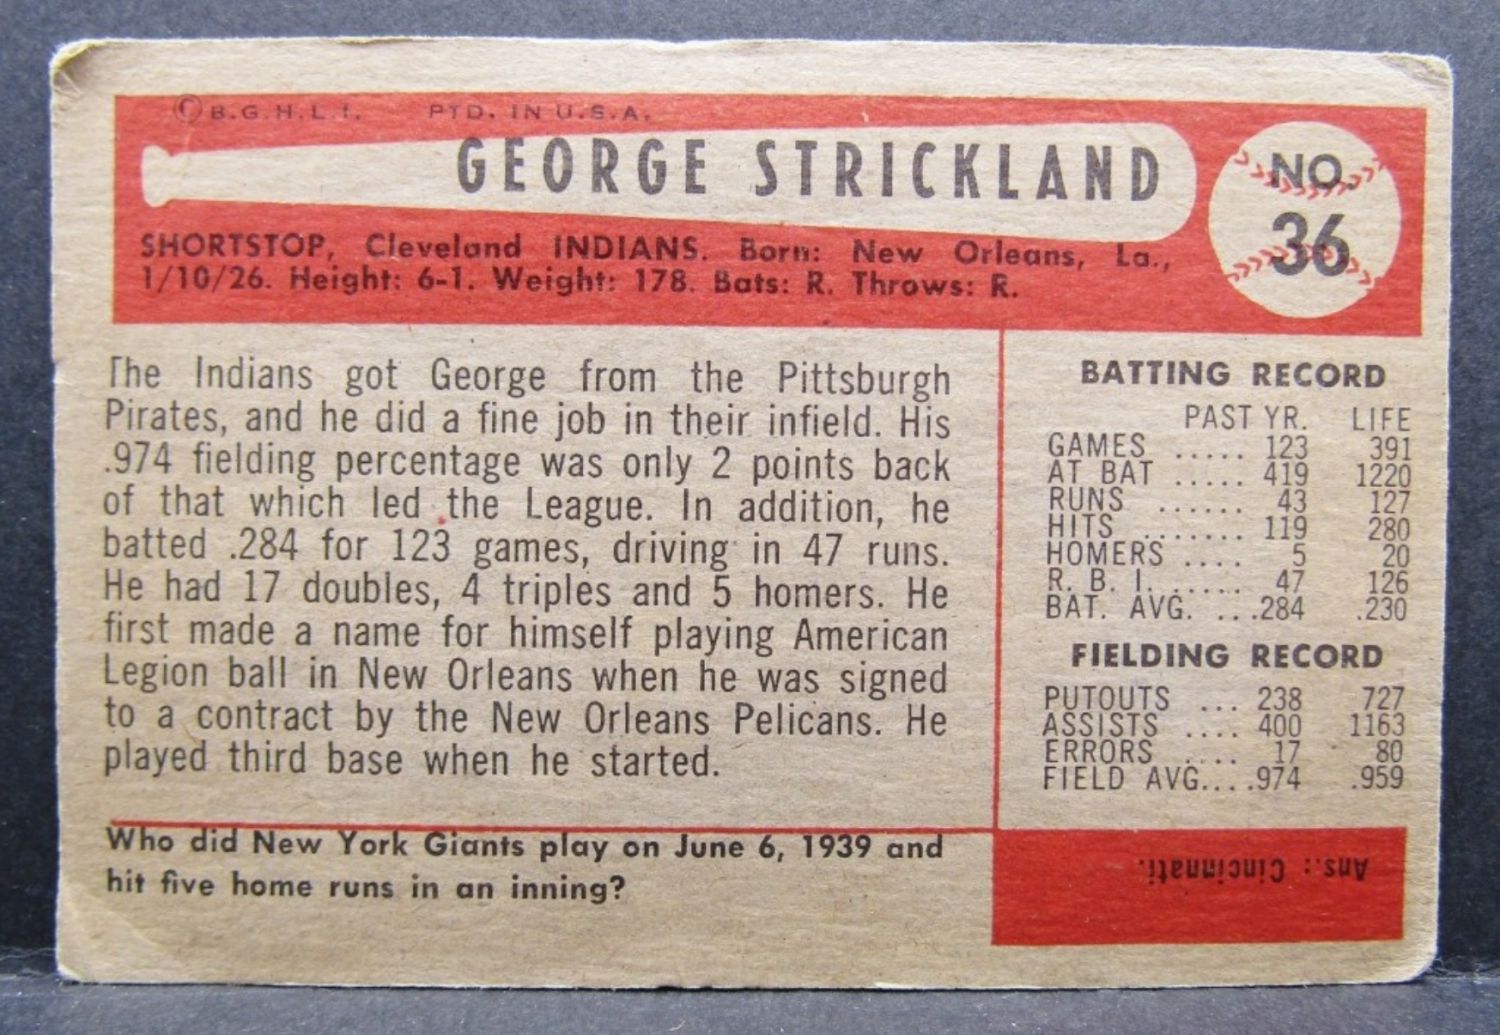 © B.G.H.L.I. PTD. IN U.S.A.
GEORGE STRICKLAND
NO.
36
SHORTSTOP, Cleveland INDIANS. Born: New Orleans, La.,
1/10/26. Height: 6-1. Weight: 178. Bats: R. Throws: R.
The Indians got George from the Pittsburgh
Pirates, and he did a fine job in their infield. His
.974 fielding percentage was only 2 points back
of that which led the League. In addition, he
batted .284 for 123 games, driving in 47 runs.
He had 17 doubles, 4 triples and 5 homers. He
first made a name for himself playing American
Legion ball in New Orleans when he was signed
to a contract by the New Orleans Pelicans. He
played third base when he started.
BATTING RECORD
PAST YR. LIFE
GAMES ..... 123 391
AT BAT ..... 419 1220
RUNS ...... 43 127
HITS ........ 119 280
HOMERS .... 5 20
R. B. I. ...... 47 126
BAT. AVG. ...284 .230
FIELDING RECORD
PUTOUTS ... 238 727
ASSISTS .... 400 1163
ERRORS .... 17 80
FIELD AVG....974 .959
Who did New York Giants play on June 6, 1939 and
hit five home runs in an inning?
Ans.: Cincinnati.